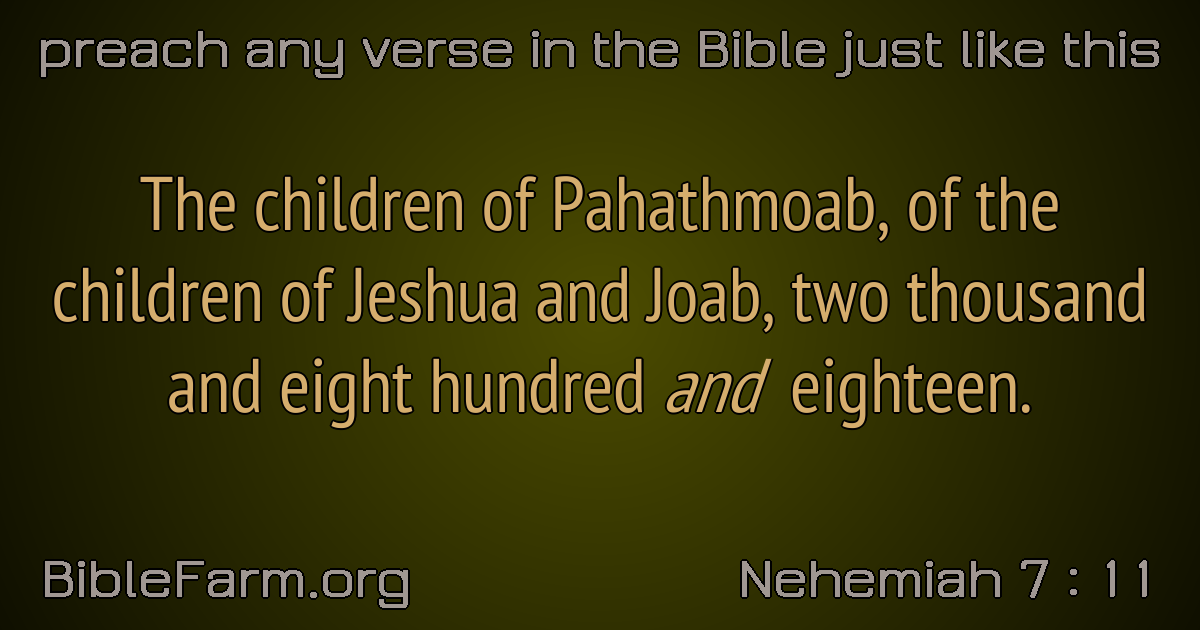 preach any verse in the Bible just like this
The children of Pahathmoab, of the
children of Jeshua and Joab, two thousand
and eight hundred and eighteen.
BibleFarm.org
Nehemiah 7 : 11